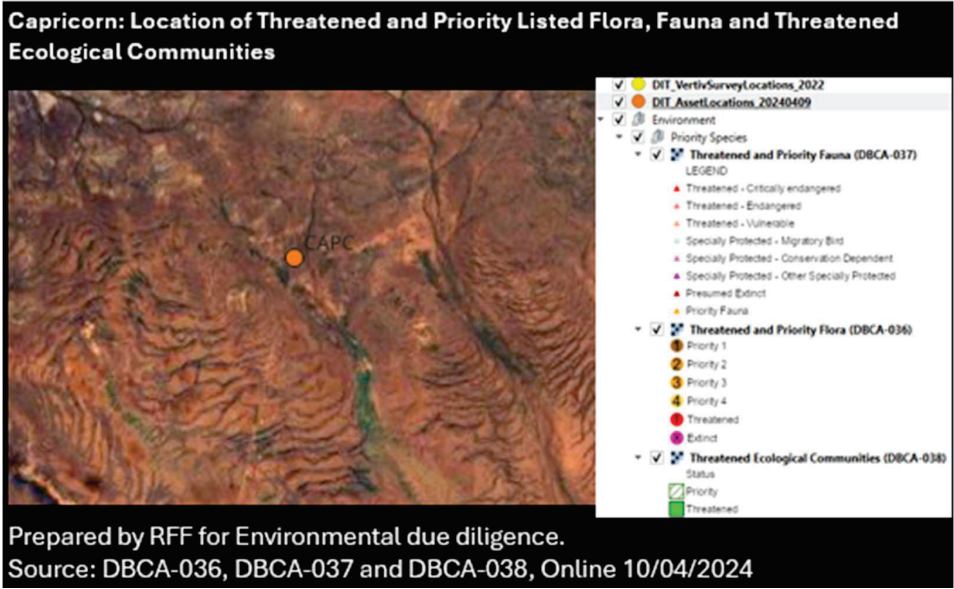 Capricorn: Location of Threatened and Priority Listed Flora, Fauna and Threatened
Ecological Communities
CAPC
DIT_VertivSurveyLocations_2022
DIT_AssetLocations_20240409
Environment
Priority Species
Threatened and Priority Fauna (DBCA-037)
LEGEND
Threatened - Critically endangered
Threatened - Endangered
Threatened - Vulnerable
Specially Protected - Migratory Bird
Specially Protected - Conservation Dependent
Specially Protected - Other Specially Protected
Presumed Extinct
Priority Fauna
Threatened and Priority Flora (DBCA-036)
1 Priority 1
2 Priority 2
3 Priority 3
4 Priority 4
Threatened
Extinct
Threatened Ecological Communities (DBCA-038)
Status
Priority
Threatened
Prepared by RFF for Environmental due diligence.
Source: DBCA-036, DBCA-037 and DBCA-038, Online 10/04/2024